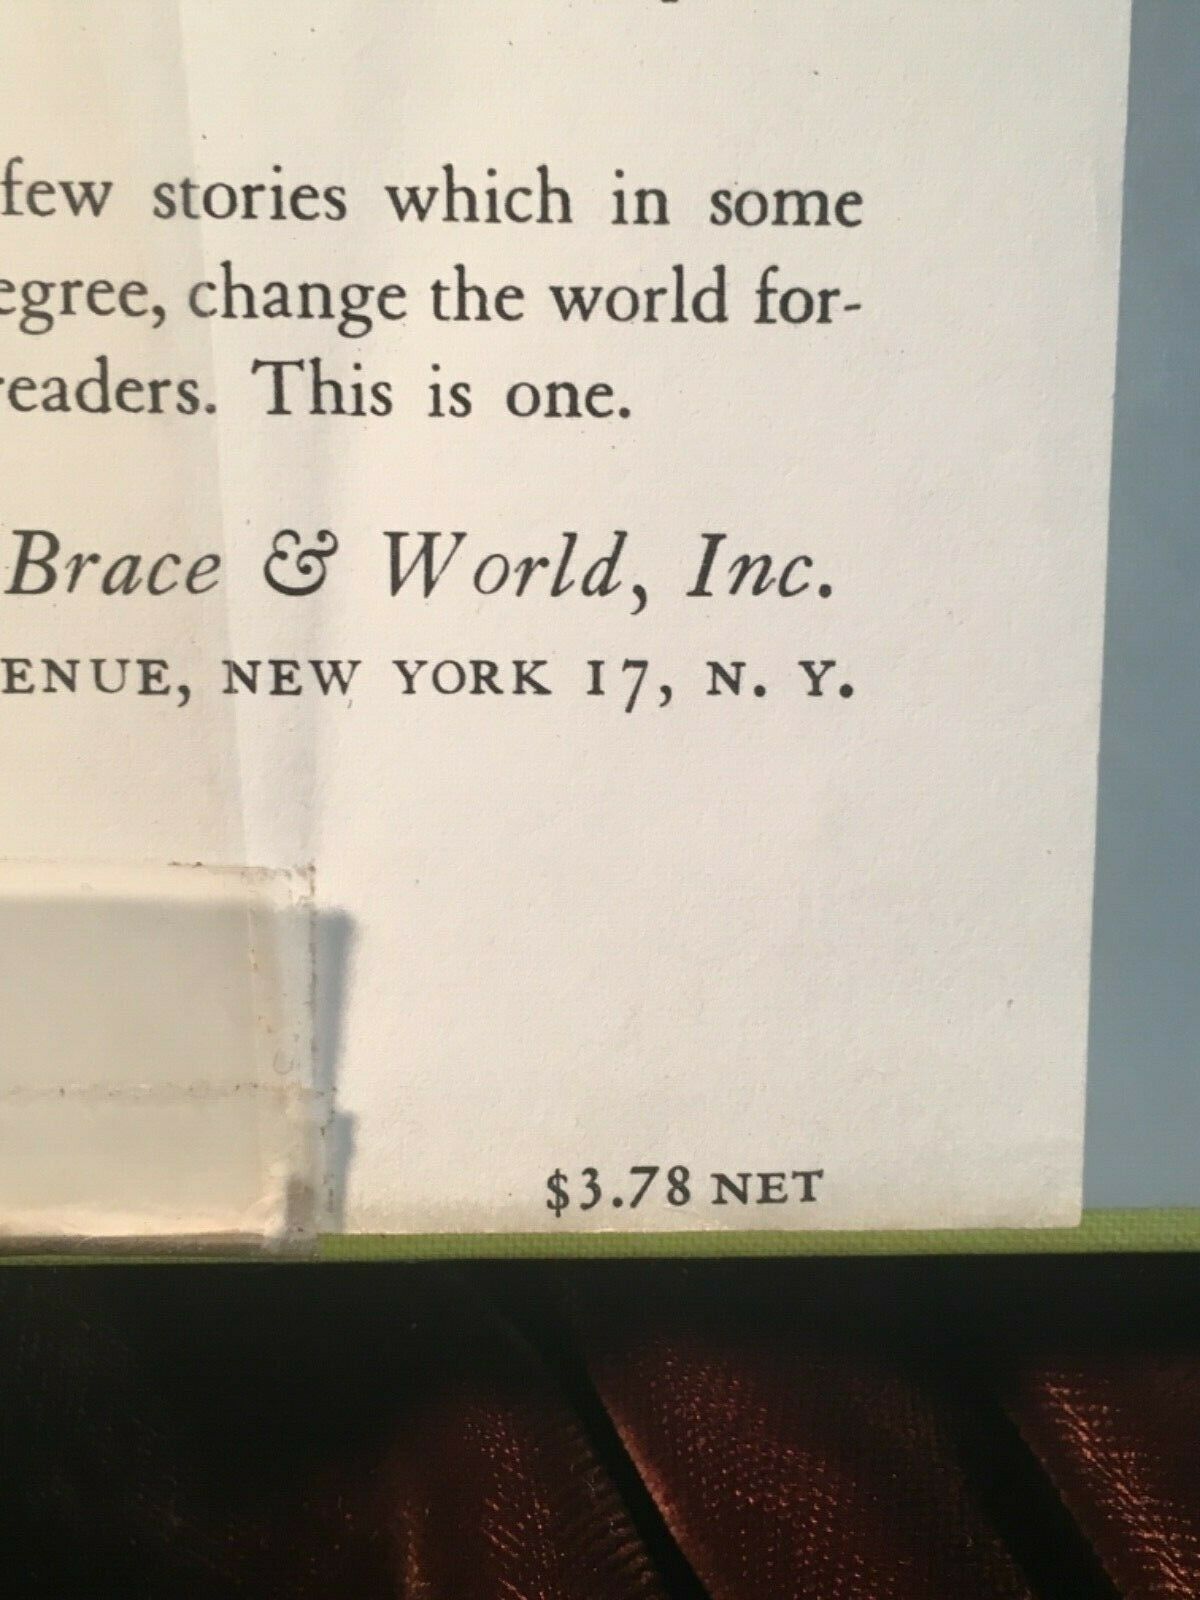 few stories which in some
egree, change the world for-
readers. This is one.
Brace & World, Inc.
ENUE, NEW YORK 17, N. Y.
$3.78 NET